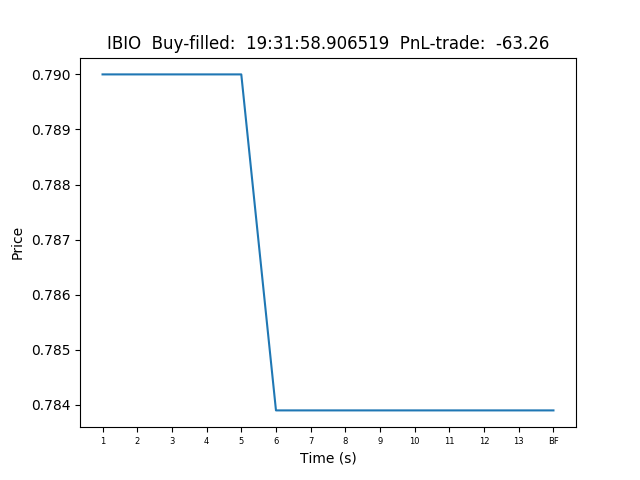 IBIO  Buy-filled:  19:31:58.906519  PnL-trade:  -63.26
0.790
0.789
0.788
0.787
0.786
0.785
0.784
Price
1 2 3 4 5 6 7 8 9 10 11 12 13 BF
Time (s)